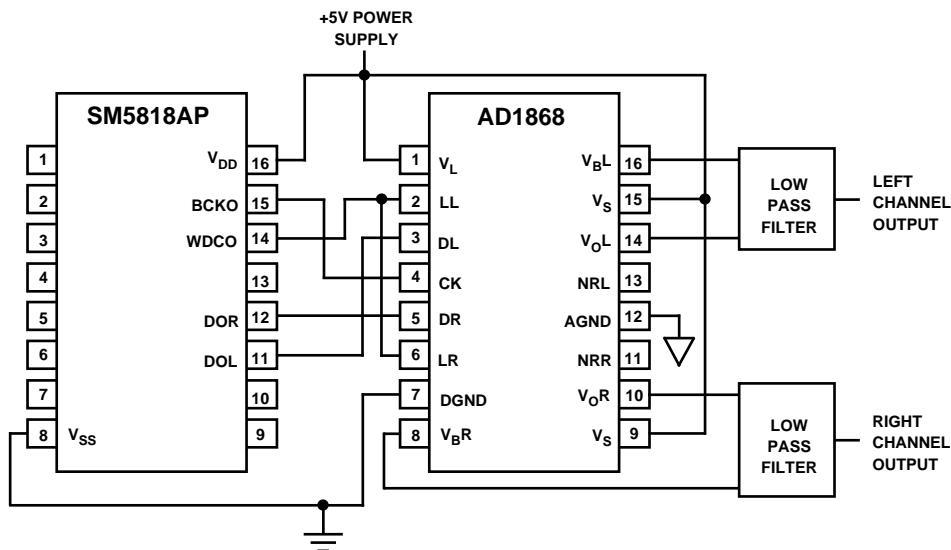 +5V POWER
SUPPLY
SM5818AP
1
2
3
4
5
6
7
8 VSS
VDD 16
BCKO 15
WDCO 14
13
DOR 12
DOL 11
10
9
AD1868
1 VL
2 LL
3 DL
4 CK
5 DR
6 LR
7 DGND
8 VBR
VBL 16
VS 15
VOL 14
NRL 13
AGND 12
NRR 11
VOR 10
VS 9
LOW
PASS
FILTER
LEFT
CHANNEL
OUTPUT
LOW
PASS
FILTER
RIGHT
CHANNEL
OUTPUT